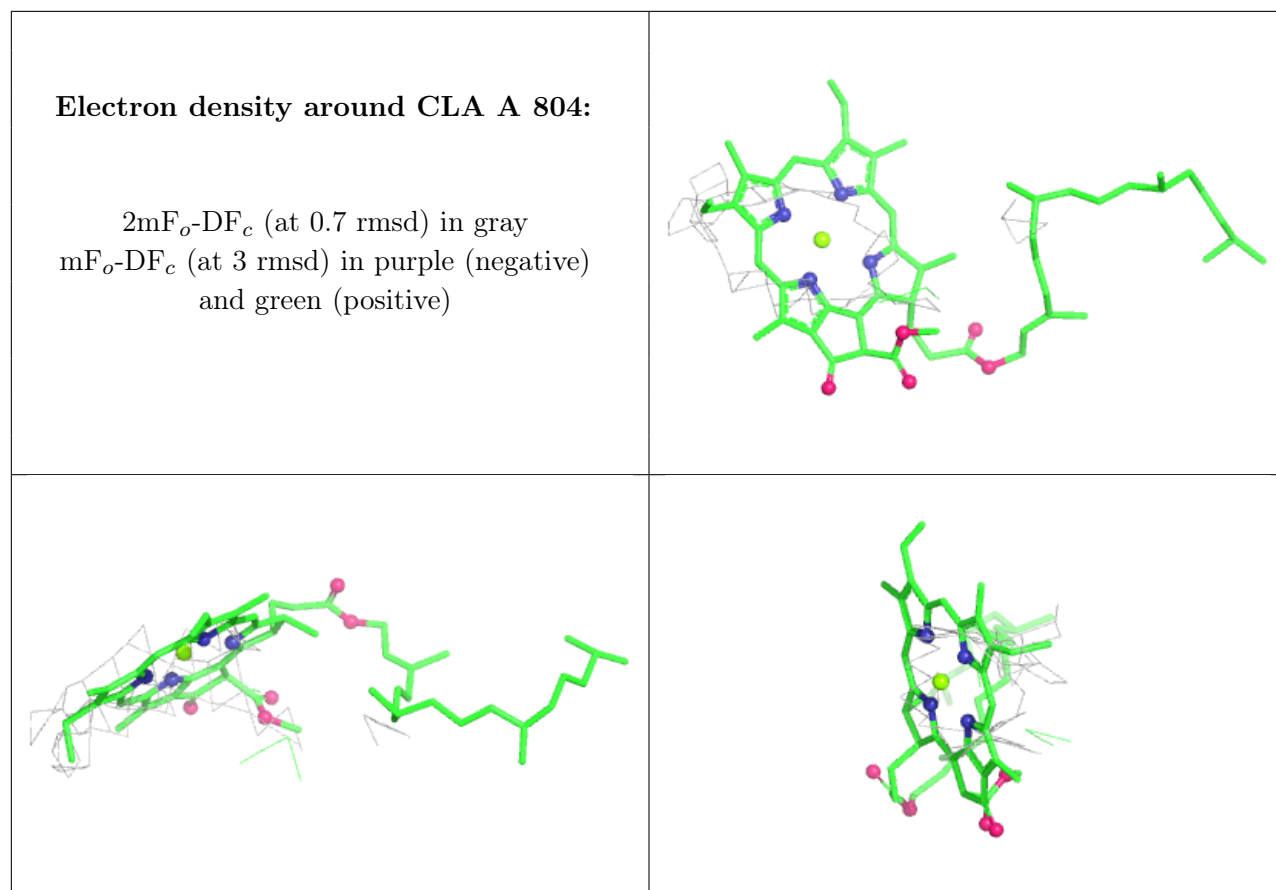 Electron density around CLA A 804:
2mFo-DFc (at 0.7 rmsd) in gray
mFo-DFc (at 3 rmsd) in purple (negative)
and green (positive)